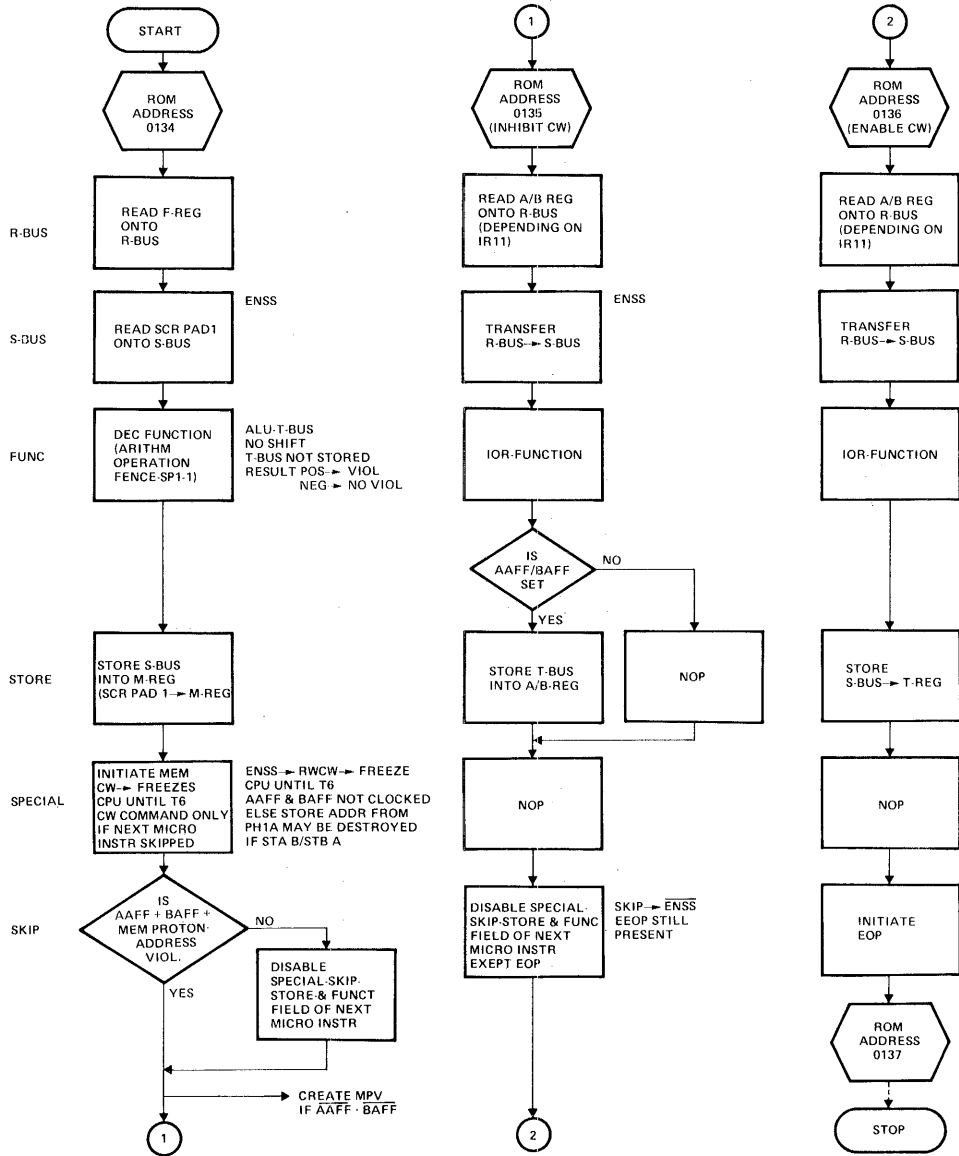 START
ROM
ADDRESS
0134
R-BUS
READ F-REG
ONTO
R-BUS
ENSS
S-BUS
READ SCR PAD1
ONTO S-BUS
FUNC
DEC FUNCTION
(ARITHM
OPERATION
FENCE-SP1-1)
ALU-T-BUS
NO SHIFT
T-BUS NOT STORED
RESULT POS→ VIOL
NEG → NO VIOL
STORE
STORE S-BUS
INTO M-REG
(SCR PAD 1→ M-REG
SPECIAL
INITIATE MEM
CW→ FREEZES
CPU UNTIL T6
CW COMMAND ONLY
IF NEXT MICRO
INSTR SKIPPED
ENSS→ RWCW→ FREEZE
CPU UNTIL T6
AAFF & BAFF NOT CLOCKED
ELSE STORE ADDR FROM
PH1A MAY BE DESTROYED
IF STA B/STB A
SKIP
IS
AAFF + BAFF +
MEM PROTON-
ADDRESS
VIOL.
NO
YES
DISABLE
SPECIAL-SKIP-
STORE-& FUNCT
FIELD OF NEXT
MICRO INSTR
CREATE MPV
IF A̅A̅F̅F̅ · B̅A̅F̅F̅
1
1
ROM
ADDRESS
0135
(INHIBIT CW)
READ A/B REG
ONTO R-BUS
(DEPENDING ON
IR11)
ENSS
TRANSFER
R-BUS→ S-BUS
IOR-FUNCTION
IS
AAFF/BAFF
SET
NO
YES
STORE T-BUS
INTO A/B-REG
NOP
NOP
DISABLE SPECIAL-
SKIP-STORE & FUNC
FIELD OF NEXT
MICRO INSTR
EXEPT EOP
SKIP→ E̅N̅S̅S̅
EEOP STILL
PRESENT
2
2
ROM
ADDRESS
0136
(ENABLE CW)
READ A/B REG
ONTO R-BUS
(DEPENDING ON
IR11)
TRANSFER
R-BUS→ S-BUS
IOR-FUNCTION
STORE
S-BUS→ T-REG
NOP
INITIATE
EOP
ROM
ADDRESS
0137
STOP